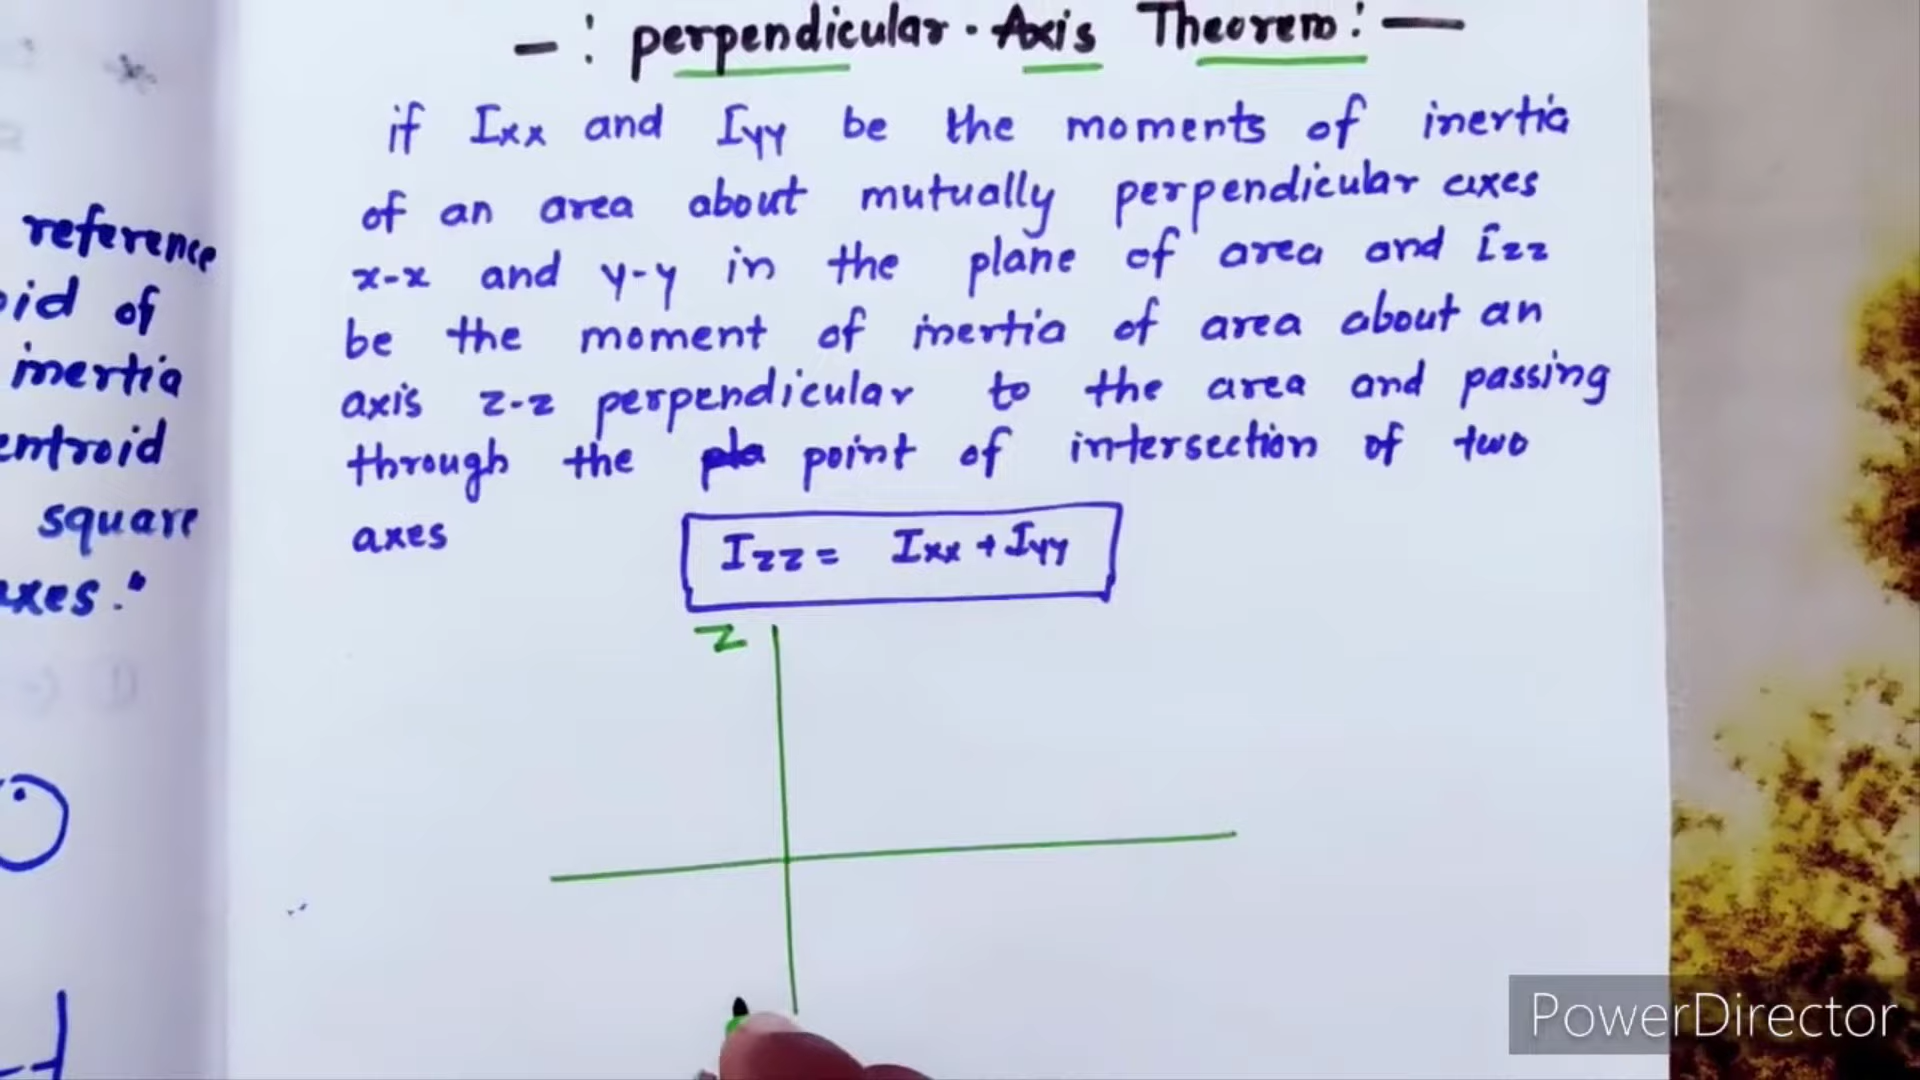 -: perpendicular-Axis Theorem:-
if Ixx and Iyy be the moments of inertia
of an area about mutually perpendicular axes
x-x and y-y in the plane of area and Izz
be the moment of inertia of area about an
axis z-z perpendicular to the area and passing
through the pla point of intersection of two
axes
Izz = Ixx + Iyy
Z
reference
of
inertia
square
PowerDirector